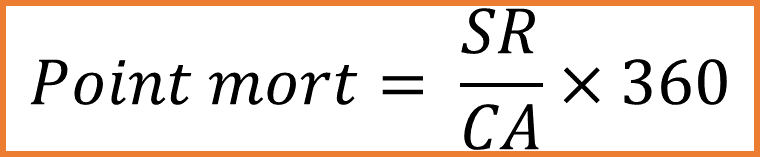 Point mort = SR/CA × 360